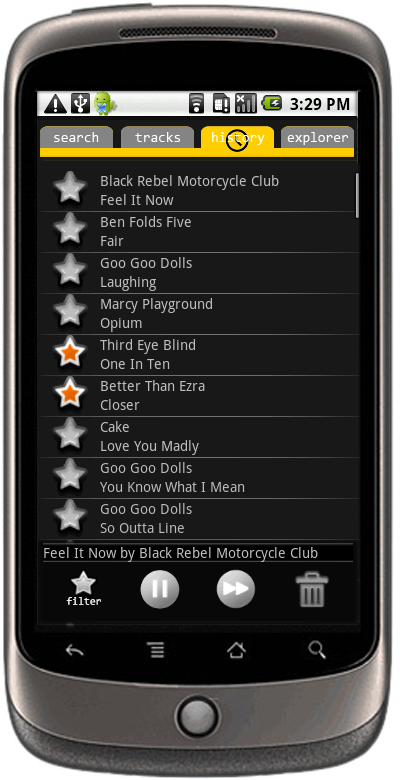 3:29 PM
search tracks history explorer
Black Rebel Motorcycle Club
Feel It Now
Ben Folds Five
Fair
Goo Goo Dolls
Laughing
Marcy Playground
Opium
Third Eye Blind
One In Ten
Better Than Ezra
Closer
Cake
Love You Madly
Goo Goo Dolls
You Know What I Mean
Goo Goo Dolls
So Outta Line
Feel It Now by Black Rebel Motorcycle Club
filter